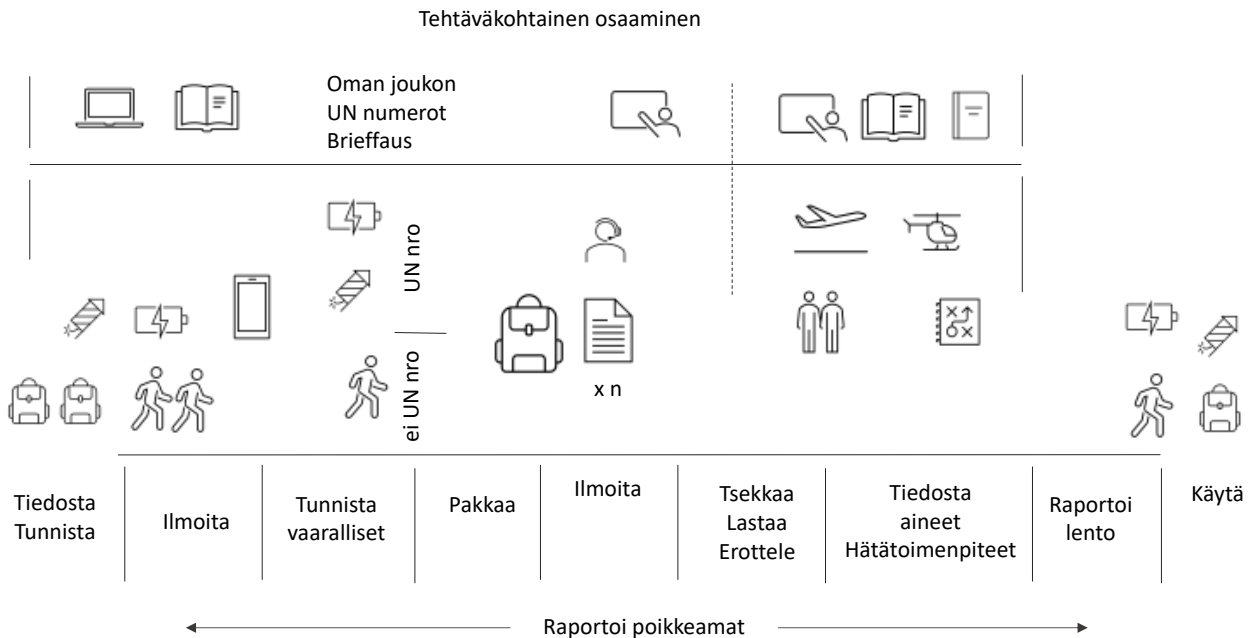 Tehtäväkohtainen osaaminen
Oman joukon
UN numerot
Brieffaus
UN nro
ei UN nro
x n
Tiedosta
Tunnista
Ilmoita
Tunnista
vaaralliset
Pakkaa
Ilmoita
Tsekkaa
Lastaa
Erottele
Tiedosta
aineet
Hätätoimenpiteet
Raportoi
lento
Käytä
Raportoi poikkeamat